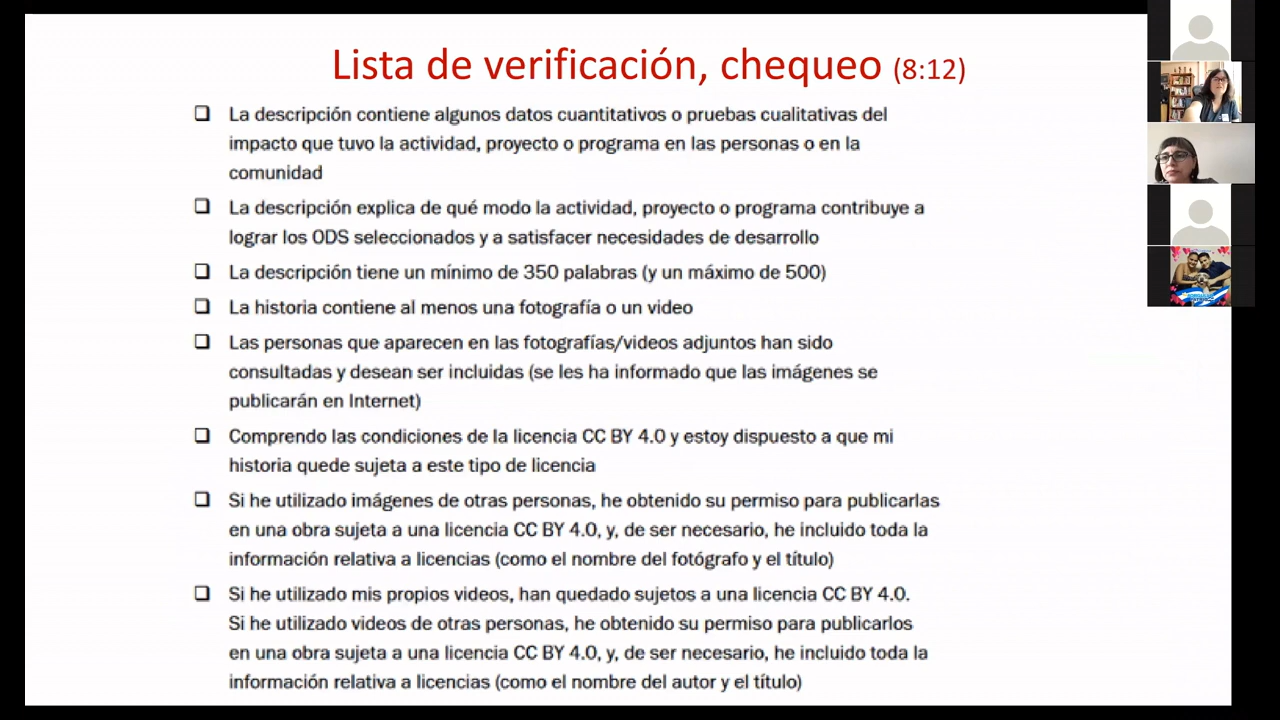 Lista de verificación, chequeo (8:12)
La descripción contiene algunos datos cuantitativos o pruebas cualitativas del
impacto que tuvo la actividad, proyecto o programa en las personas o en la
comunidad
La descripción explica de qué modo la actividad, proyecto o programa contribuye a
lograr los ODS seleccionados y a satisfacer necesidades de desarrollo
La descripción tiene un mínimo de 350 palabras (y un máximo de 500)
La historia contiene al menos una fotografía o un video
Las personas que aparecen en las fotografías/videos adjuntos han sido
consultadas y desean ser incluidas (se les ha informado que las imágenes se
publicarán en Internet)
Comprendo las condiciones de la licencia CC BY 4.0 y estoy dispuesto a que mi
historia quede sujeta a este tipo de licencia
Si he utilizado imágenes de otras personas, he obtenido su permiso para publicarlas
en una obra sujeta a una licencia CC BY 4.0, y, de ser necesario, he incluido toda la
información relativa a licencias (como el nombre del fotógrafo y el título)
Si he utilizado mis propios videos, han quedado sujetos a una licencia CC BY 4.0.
Si he utilizado videos de otras personas, he obtenido su permiso para publicarlos
en una obra sujeta a una licencia CC BY 4.0, y, de ser necesario, he incluido toda la
información relativa a licencias (como el nombre del autor y el título)